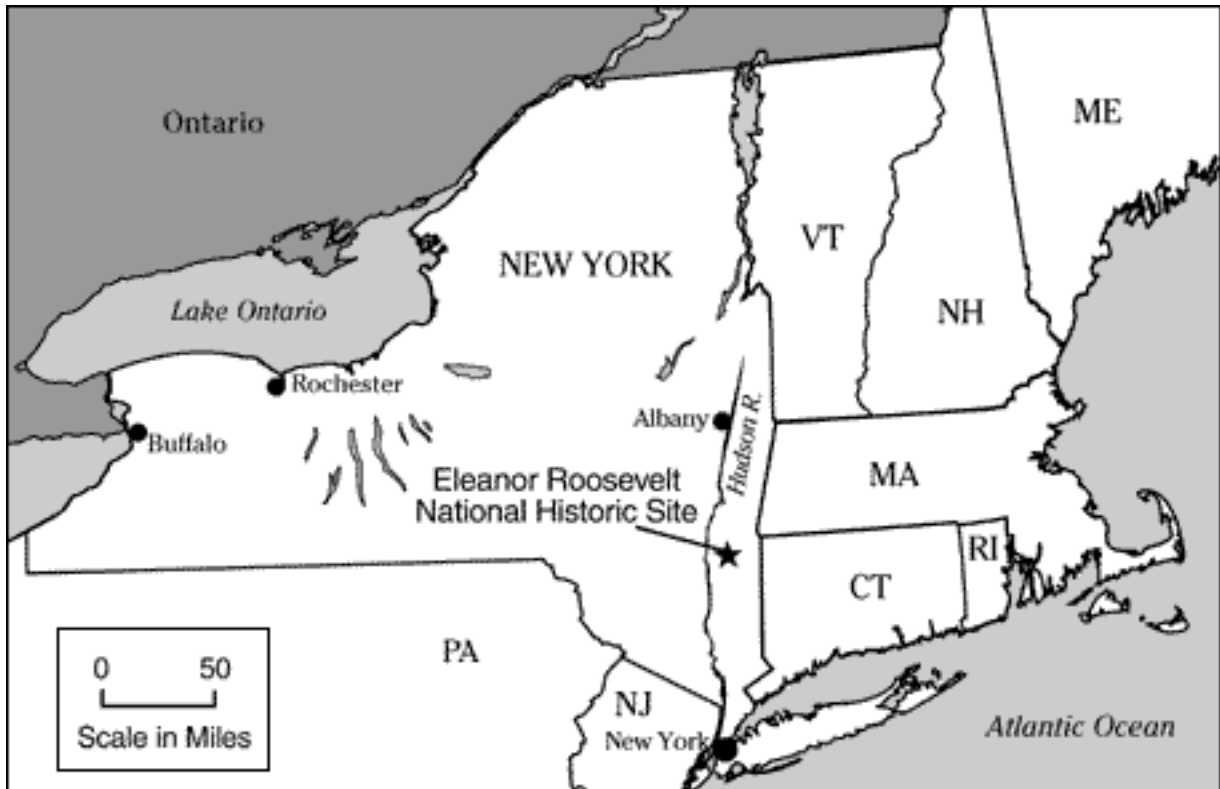 Ontario
ME
VT
NEW YORK
Lake Ontario
NH
Rochester
Albany
Hudson R.
Buffalo
Eleanor Roosevelt
National Historic Site
MA
RI
CT
PA
0 50
Scale in Miles
NJ
New York
Atlantic Ocean